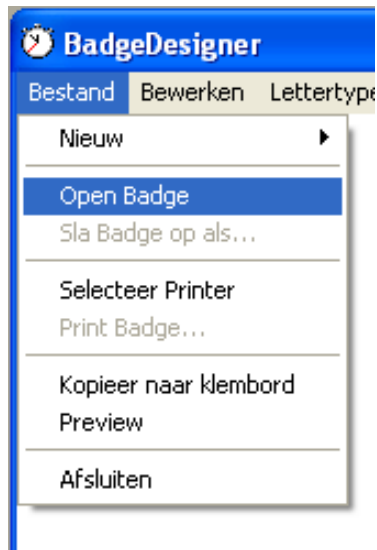 BadgeDesigner
Bestand Bewerken Lettertype
Nieuw
Open Badge
Sla Badge op als...
Selecteer Printer
Print Badge...
Kopieer naar klembord
Preview
Afsluiten